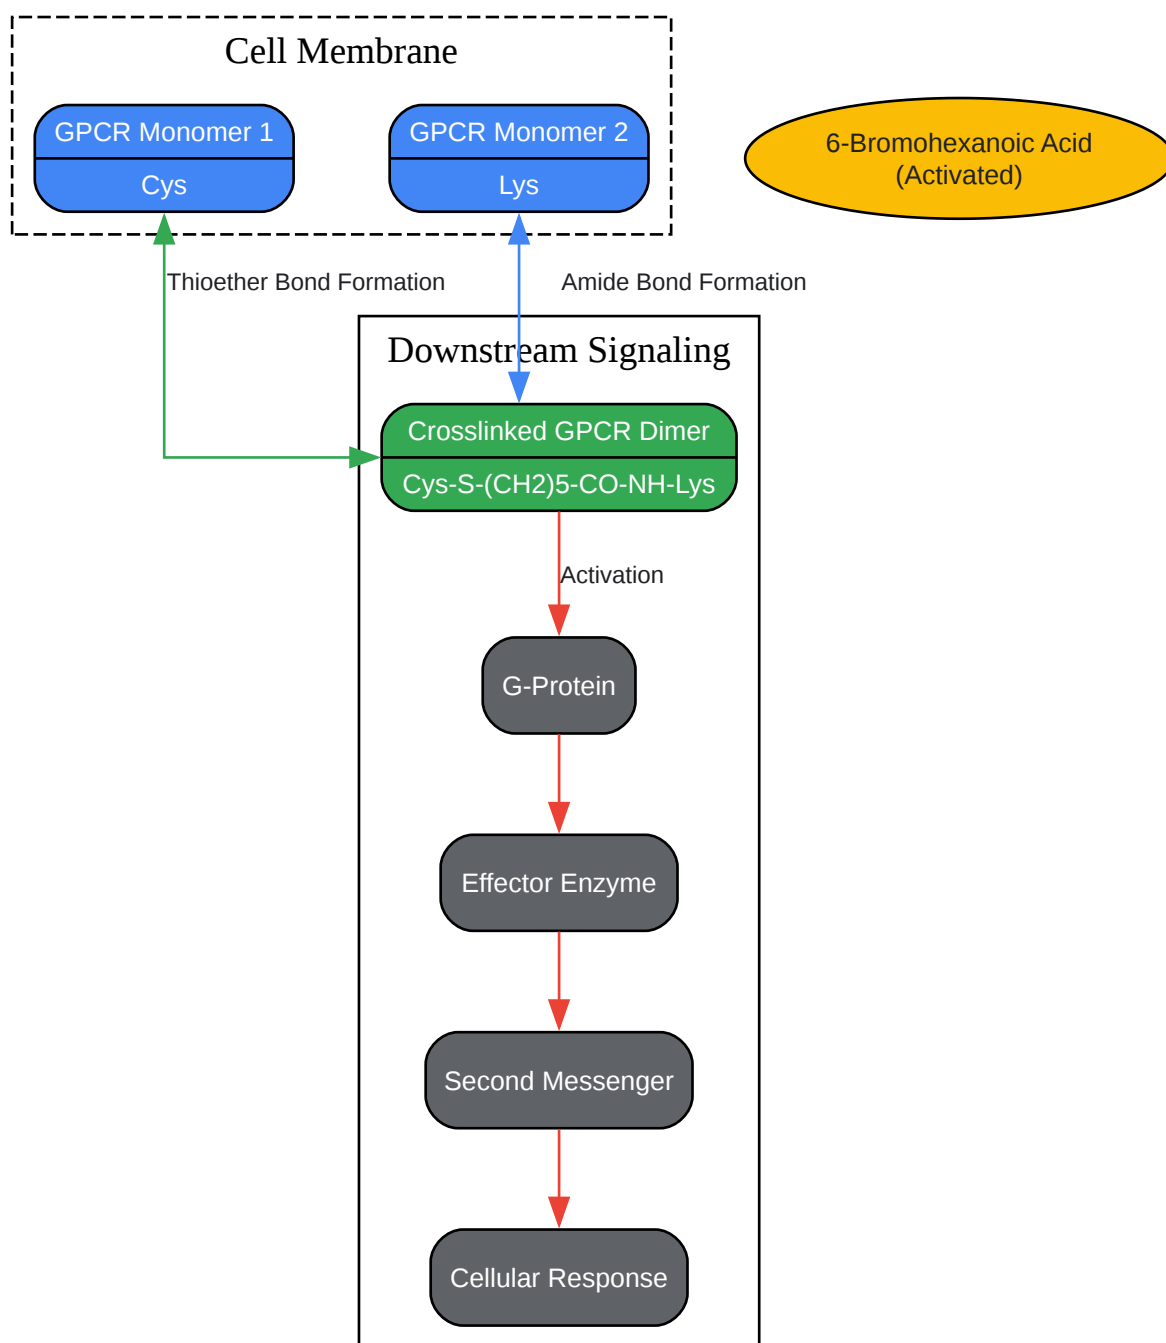 Cell Membrane
GPCR Monomer 1
Cys
GPCR Monomer 2
Lys
6-Bromohexanoic Acid
(Activated)
Thioether Bond Formation
Amide Bond Formation
Downstream Signaling
Crosslinked GPCR Dimer
Cys-S-(CH2)5-CO-NH-Lys
Activation
G-Protein
Effector Enzyme
Second Messenger
Cellular Response